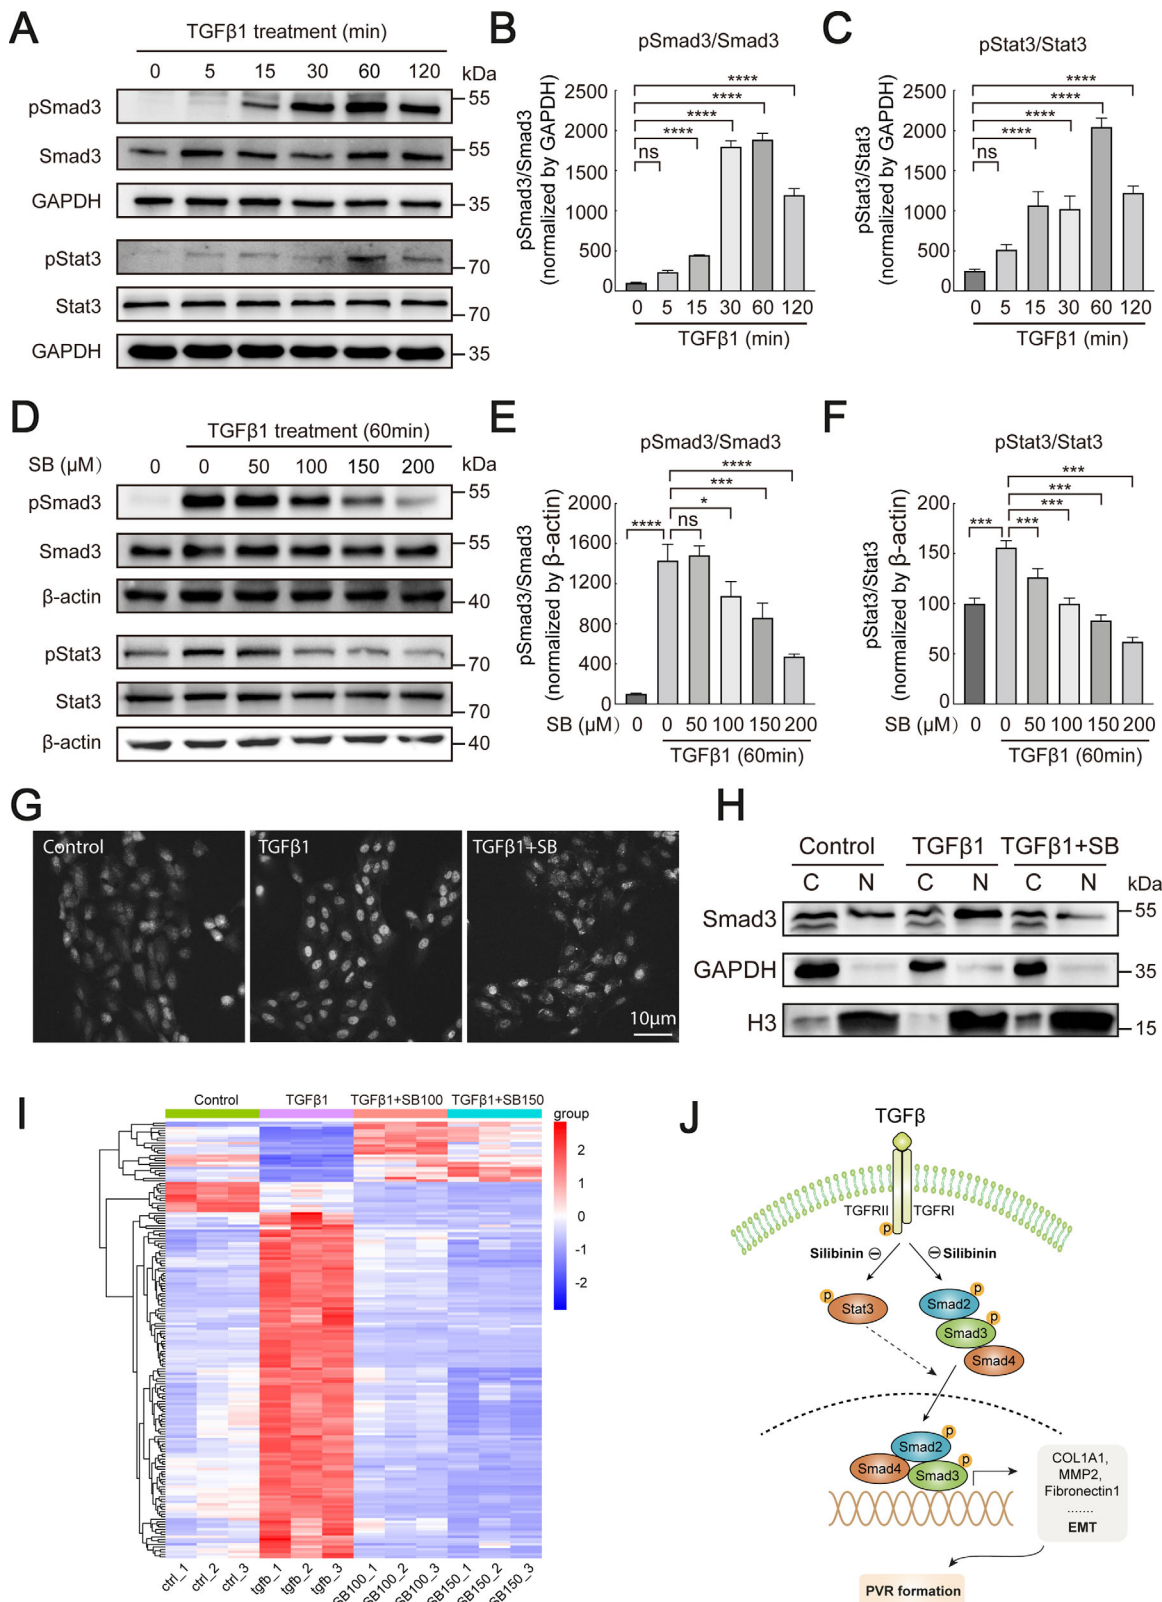 A
TGFβ1 treatment (min)
0 5 15 30 60 120 kDa
pSmad3 55
Smad3 55
GAPDH 35
pStat3 70
Stat3 70
GAPDH 35
B
pSmad3/Smad3
pSmad3/Smad3
(normalized by GAPDH)
2500
2000
1500
1000
500
0
ns
****
****
****
****
0 5 15 30 60 120
TGFβ1 (min)
C
pStat3/Stat3
pStat3/Stat3
(normalized by GAPDH)
2500
2000
1500
1000
500
0
ns
****
****
****
****
0 5 15 30 60 120
TGFβ1 (min)
D
TGFβ1 treatment (60min)
SB (μM) 0 0 50 100 150 200 kDa
pSmad3 55
Smad3 55
β-actin 40
pStat3 70
Stat3 70
β-actin 40
E
pSmad3/Smad3
pSmad3/Smad3
(normalized by β-actin)
2000
1600
1200
800
400
0
****
ns
*
***
****
SB (μM) 0 0 50 100 150 200
TGFβ1 (60min)
F
pStat3/Stat3
pStat3/Stat3
(normalized by β-actin)
200
150
100
50
0
***
***
***
***
***
SB (μM) 0 0 50 100 150 200
TGFβ1 (60min)
G
Control
TGFβ1
TGFβ1+SB
10μm
H
Control TGFβ1 TGFβ1+SB
C N C N C N kDa
Smad3 55
GAPDH 35
H3 15
I
Control TGFβ1 TGFβ1+SB100 TGFβ1+SB150
group
2
1
0
-1
-2
ctrl_1 ctrl_2 ctrl_3 tgfb_1 tgfb_2 tgfb_3 SB100_1 SB100_2 SB100_3 SB150_1 SB150_2 SB150_3
J
TGFβ
TGFRII TGFRI
p
Silibinin ⊖ ⊖ Silibinin
p Stat3
Smad2 p
Smad3 p
Smad4
Smad2 p
Smad4 Smad3 p
COL1A1,
MMP2,
Fibronectin1
.......
EMT
PVR formation